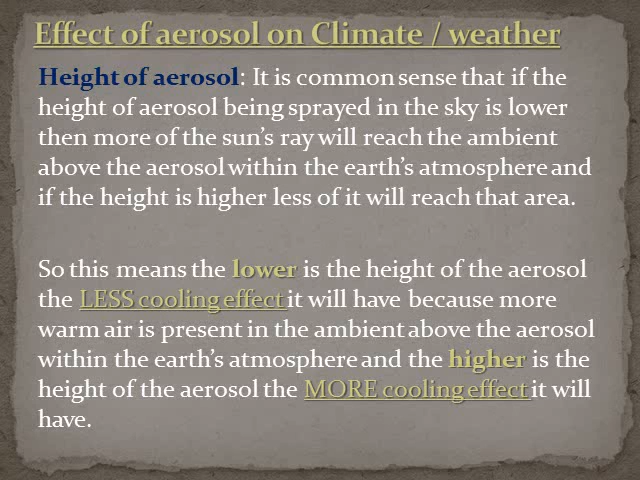 Effect of aerosol on Climate / weather
Height of aerosol: It is common sense that if the
height of aerosol being sprayed in the sky is lower
then more of the sun's ray will reach the ambient
above the aerosol within the earth's atmosphere and
if the height is higher less of it will reach that area.
So this means the lower is the height of the aerosol
the LESS cooling effect it will have because more
warm air is present in the ambient above the aerosol
within the earth's atmosphere and the higher is the
height of the aerosol the MORE cooling effect it will
have.